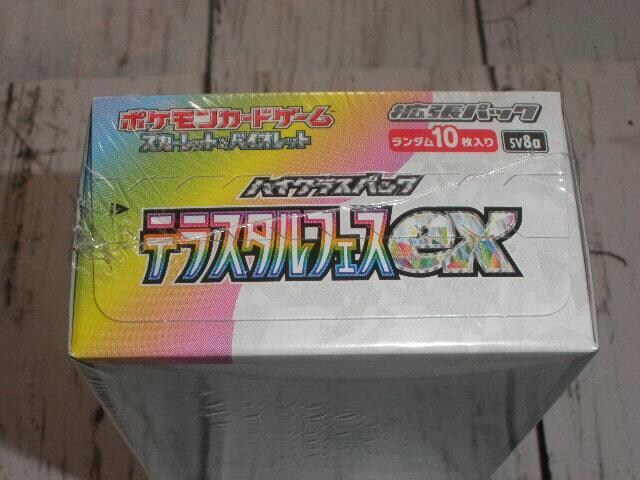 ポケモンカードゲーム
スカーレット&バイオレット
拡張パック
ランダム10枚入り
SV8a
ハイクラスパック
テラスタルフェスex